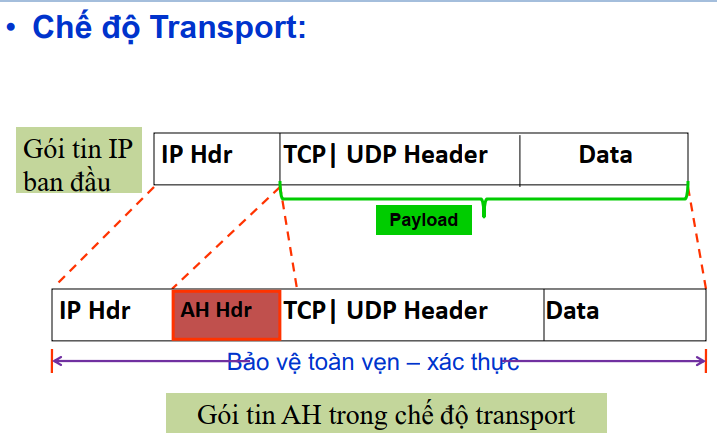 • Chế độ Transport:
Gói tin IP
ban đầu
IP Hdr
TCP| UDP Header
Data
Payload
IP Hdr
AH Hdr
TCP| UDP Header
Data
Bảo vệ toàn vẹn – xác thực
Gói tin AH trong chế độ transport